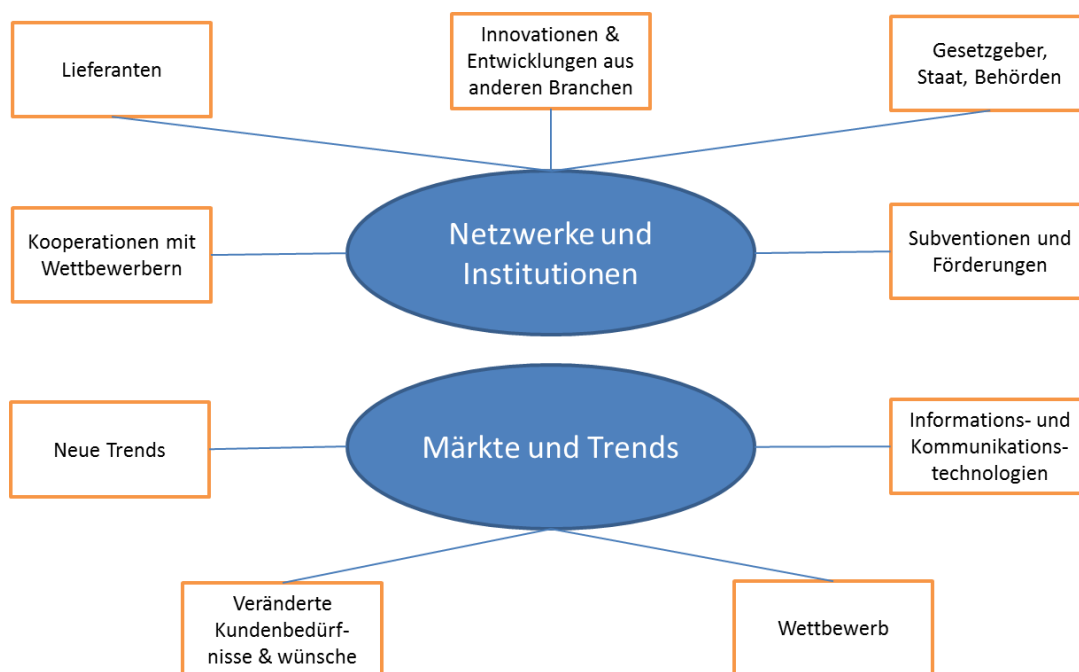 Lieferanten
Innovationen &
Entwicklungen aus
anderen Branchen
Gesetzgeber,
Staat, Behörden
Kooperationen mit
Wettbewerbern
Netzwerke und
Institutionen
Subventionen und
Förderungen
Neue Trends
Märkte und Trends
Informations- und
Kommunikations-
technologien
Veränderte
Kundenbedürf-
nisse & wünsche
Wettbewerb